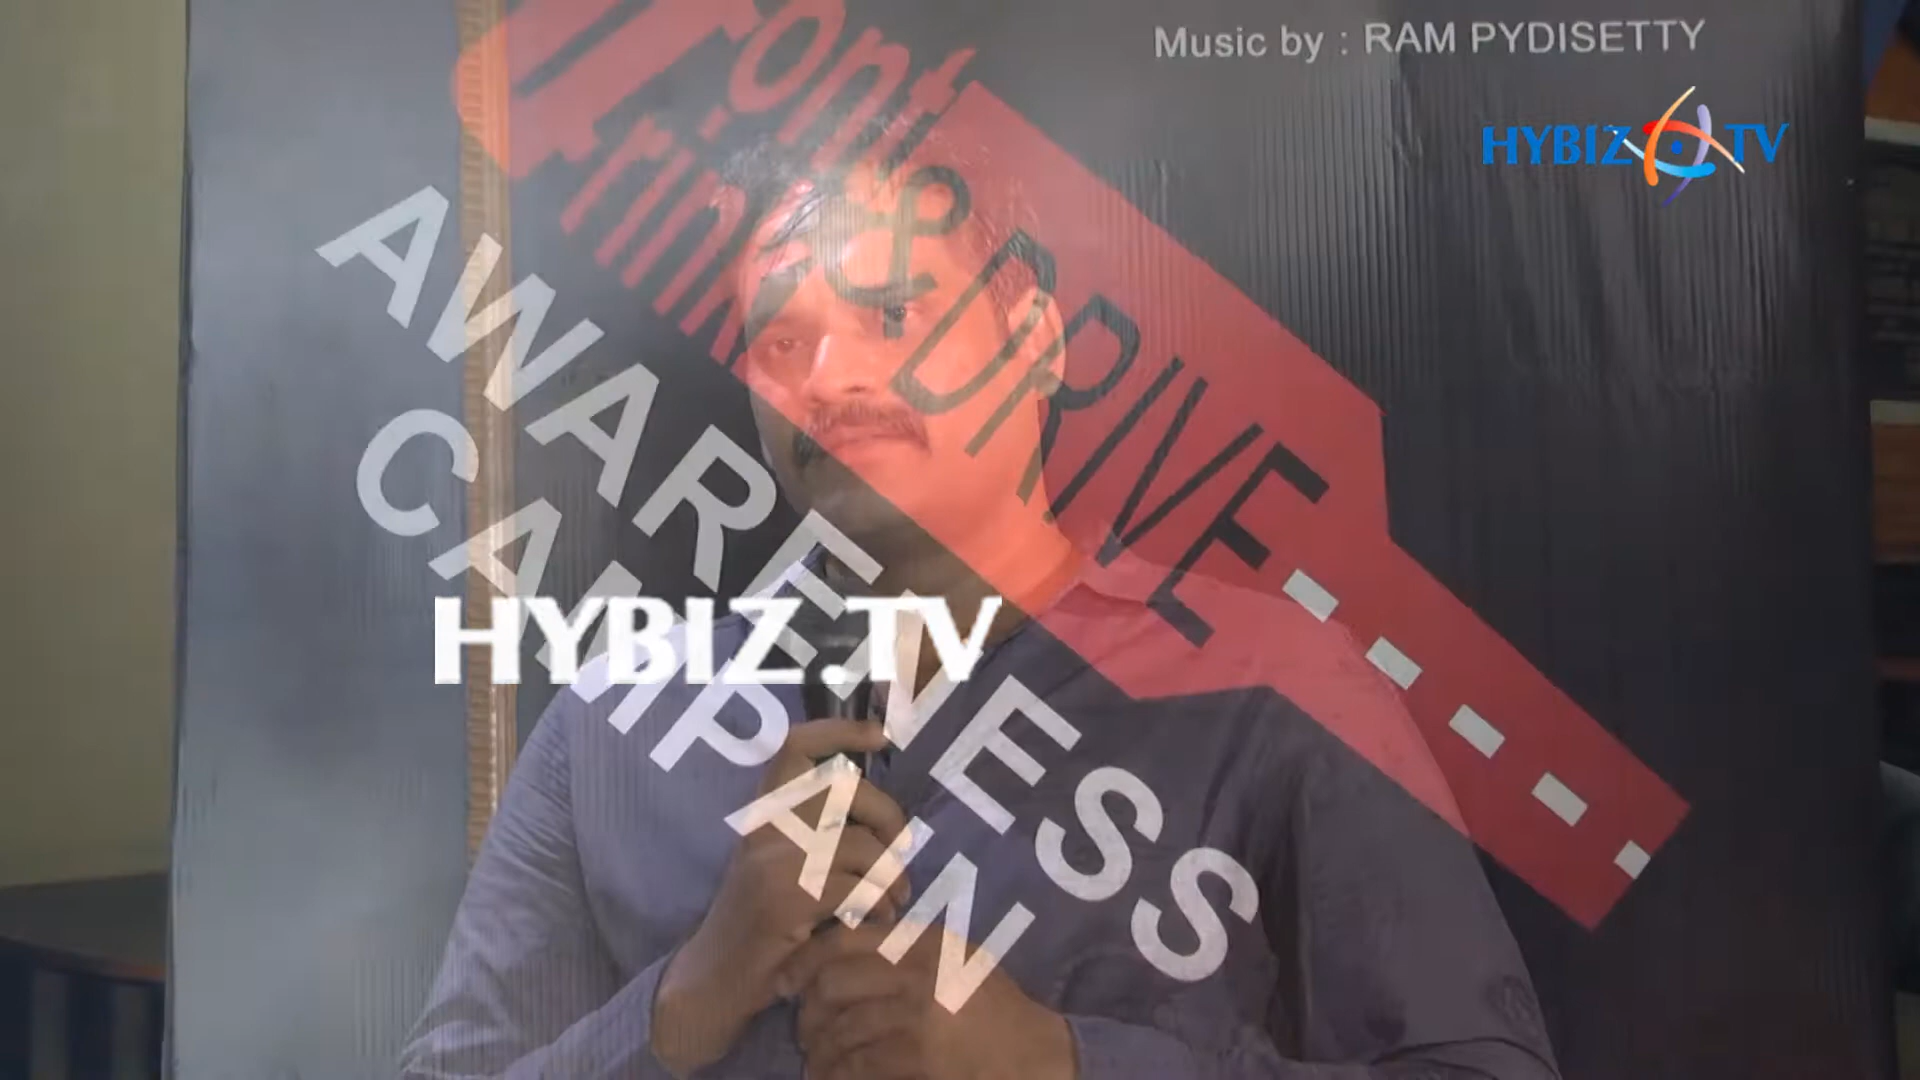 Music by : RAM PYDISETTY
HYBIZ TV
& DRIVE
AWARENESS
CAMPAIN
HYBIZ.TV